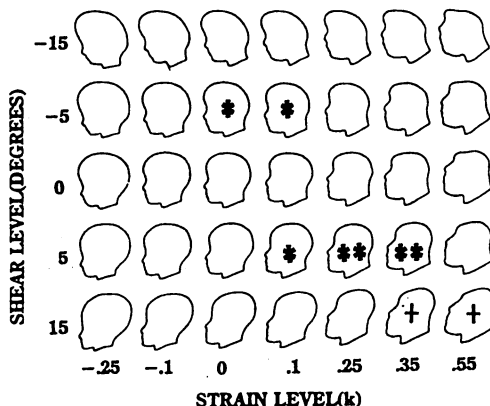 SHEAR LEVEL(DEGREES)
−15
−5
* *
0
5
* ** **
15
+ +
−.25 −.1 0 .1 .25 .35 .55
STRAIN LEVEL(k)